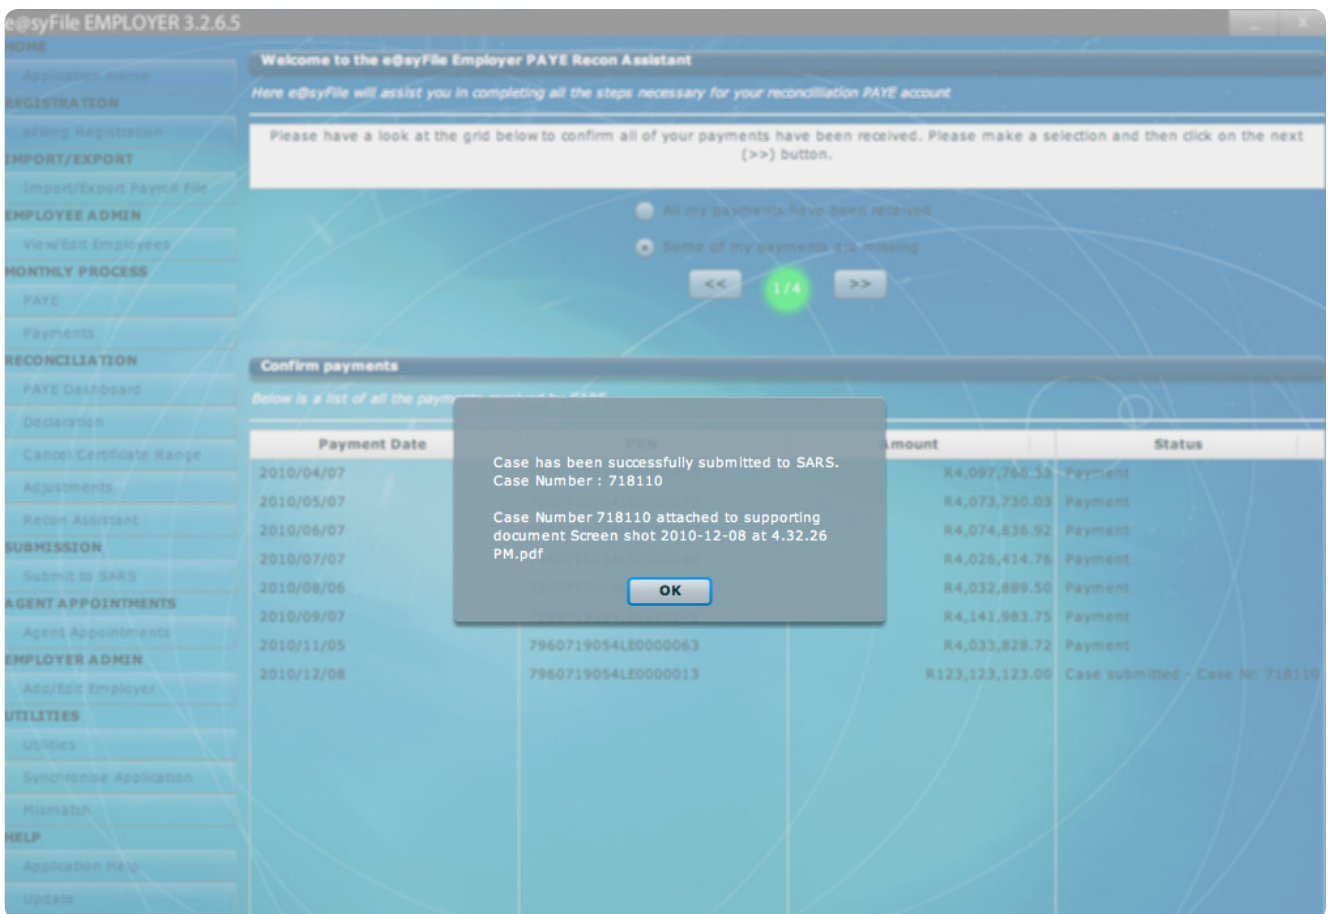 e@syFile EMPLOYER 3.2.6.5
_ X
HOME
Application Home
REGISTRATION
eFiling Registration
IMPORT/EXPORT
Import/Export Payroll File
EMPLOYEE ADMIN
View/Edit Employees
MONTHLY PROCESS
PAYE
Payments
RECONCILIATION
PAYE Dashboard
Declaration
Cancel Certificate Range
Adjustments
Recon Assistant
SUBMISSION
Submit to SARS
AGENT APPOINTMENTS
Agent Appointments
EMPLOYER ADMIN
Add/Edit Employer
UTILITIES
Utilities
Synchronise Application
Mismatch
HELP
Application Help
Update
Welcome to the e@syFile Employer PAYE Recon Assistant
Here e@syFile will assist you in completing all the steps necessary for your reconcilliation PAYE account
Please have a look at the grid below to confirm all of your payments have been received. Please make a selection and then click on the next
(>>) button.
All my payments have been received
Some of my payments are missing
<< 1/4 >>
Confirm payments
Below is a list of all the payments received by SARS
Payment Date PRN Amount Status
2010/04/07 R4,097,766.33 Payment
2010/05/07 R4,073,730.03 Payment
2010/06/07 R4,074,836.92 Payment
2010/07/07 R4,026,414.76 Payment
2010/08/06 R4,032,889.50 Payment
2010/09/07 R4,141,983.75 Payment
2010/11/05 7960719054LE0000063 R4,033,828.72 Payment
2010/12/08 7960719054LE0000013 R123,123,123.00 Case submitted - Case Nr: 718110
Case has been successfully submitted to SARS.
Case Number : 718110
Case Number 718110 attached to supporting
document Screen shot 2010-12-08 at 4.32.26
PM.pdf
OK